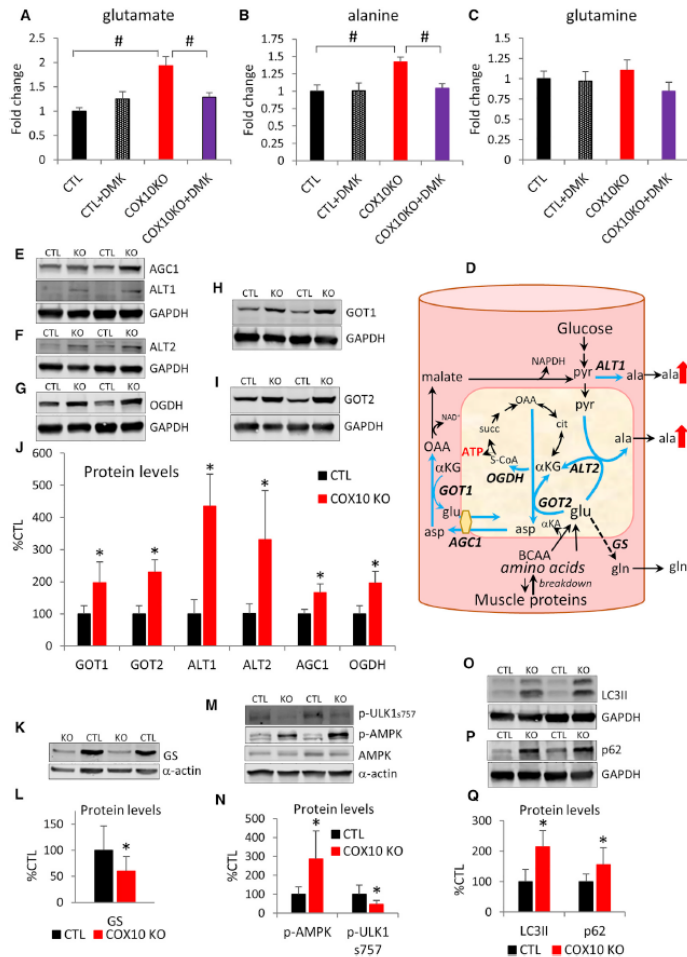 A
glutamate
Fold change
2.5
2
1.5
1
0.5
0
#
#
CTL
CTL+DMK
COX10KO
COX10KO+DMK
B
alanine
Fold change
1.75
1.5
1.25
1
0.75
0.5
0.25
0
#
#
CTL
CTL+DMK
COX10KO
COX10KO+DMK
C
glutamine
Fold change
1.5
1.25
1
0.75
0.5
0.25
0
CTL
CTL+DMK
COX10KO
COX10KO+DMK
E
CTL KO CTL KO
AGC1
ALT1
GAPDH
F
ALT2
GAPDH
G
OGDH
GAPDH
H
CTL KO CTL KO
GOT1
GAPDH
I
GOT2
GAPDH
D
Glucose
NAPDH
pyr
ALT1
ala
ala
malate
pyr
NAD+
OAA
OAA
cit
succ
ala
ala
ATP
S-CoA
αKG
αKG
OGDH
ALT2
GOT1
GOT2
glu
glu
asp
asp
αKA
GS
AGC1
BCAA
amino acids
gln
gln
breakdown
Muscle proteins
J
Protein levels
CTL
COX10 KO
%CTL
600
500
400
300
200
100
0
* * * * * *
GOT1 GOT2 ALT1 ALT2 AGC1 OGDH
K
KO CTL KO CTL
GS
α-actin
L
Protein levels
%CTL
200
150
100
50
0
*
GS
CTL COX10 KO
M
CTL KO CTL KO
p-ULK1s757
p-AMPK
AMPK
α-actin
N
Protein levels
CTL
COX10 KO
%CTL
500
400
300
200
100
0
* *
p-AMPK p-ULK1
s757
O
CTL KO CTL KO
LC3II
GAPDH
P
CTL KO CTL KO
p62
GAPDH
Q
Protein levels
%CTL
300
200
100
0
* *
LC3II p62
CTL COX10 KO